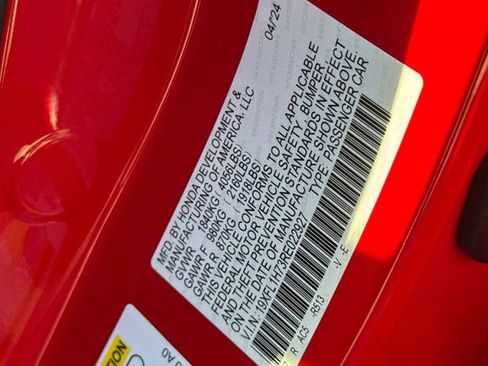 MFD. BY HONDA DEVELOPMENT & 04/'24
MANUFACTURING OF AMERICA, LLC
GVWR 1840KG( 4056LBS)
GAWR F 980KG( 2160LBS)
GAWR R 870KG( 1918LBS)
THIS VEHICLE CONFORMS TO ALL APPLICABLE
FEDERAL MOTOR VEHICLE SAFETY, BUMPER,
AND THEFT PREVENTION STANDARDS IN EFFECT
ON THE DATE OF MANUFACTURE SHOWN ABOVE.
V.I.N: TYPE: PASSENGER CAR
R AC5 -R513 -V -E